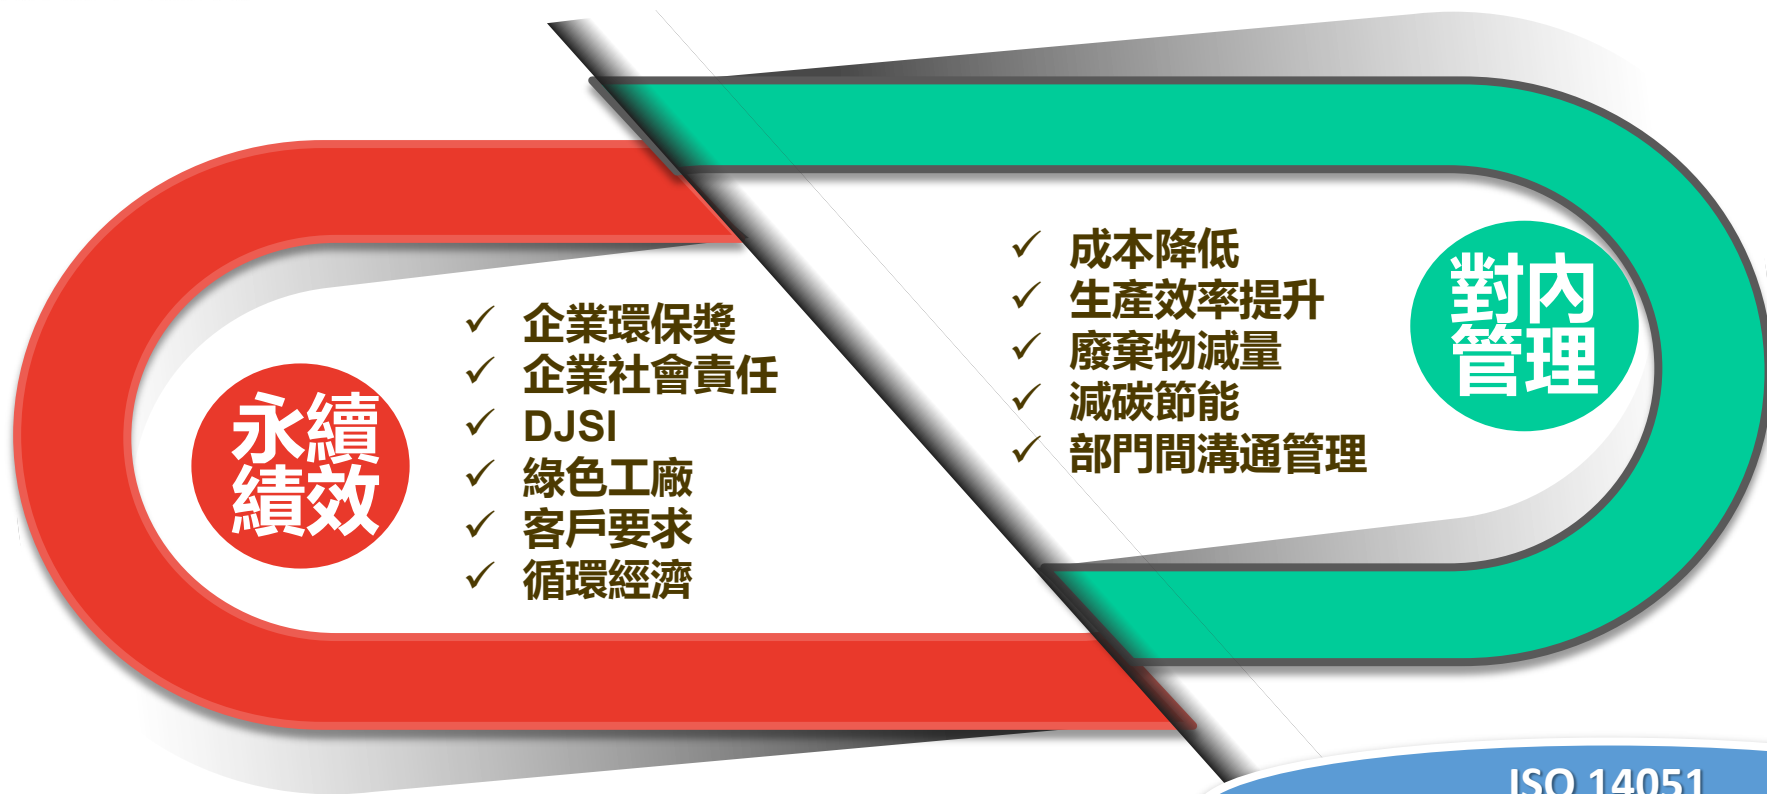 永續
績效
企業環保獎
企業社會責任
DJSI
綠色工廠
客戶要求
循環經濟
成本降低
生產效率提升
廢棄物減量
減碳節能
部門間溝通管理
對內
管理
ISO 14051